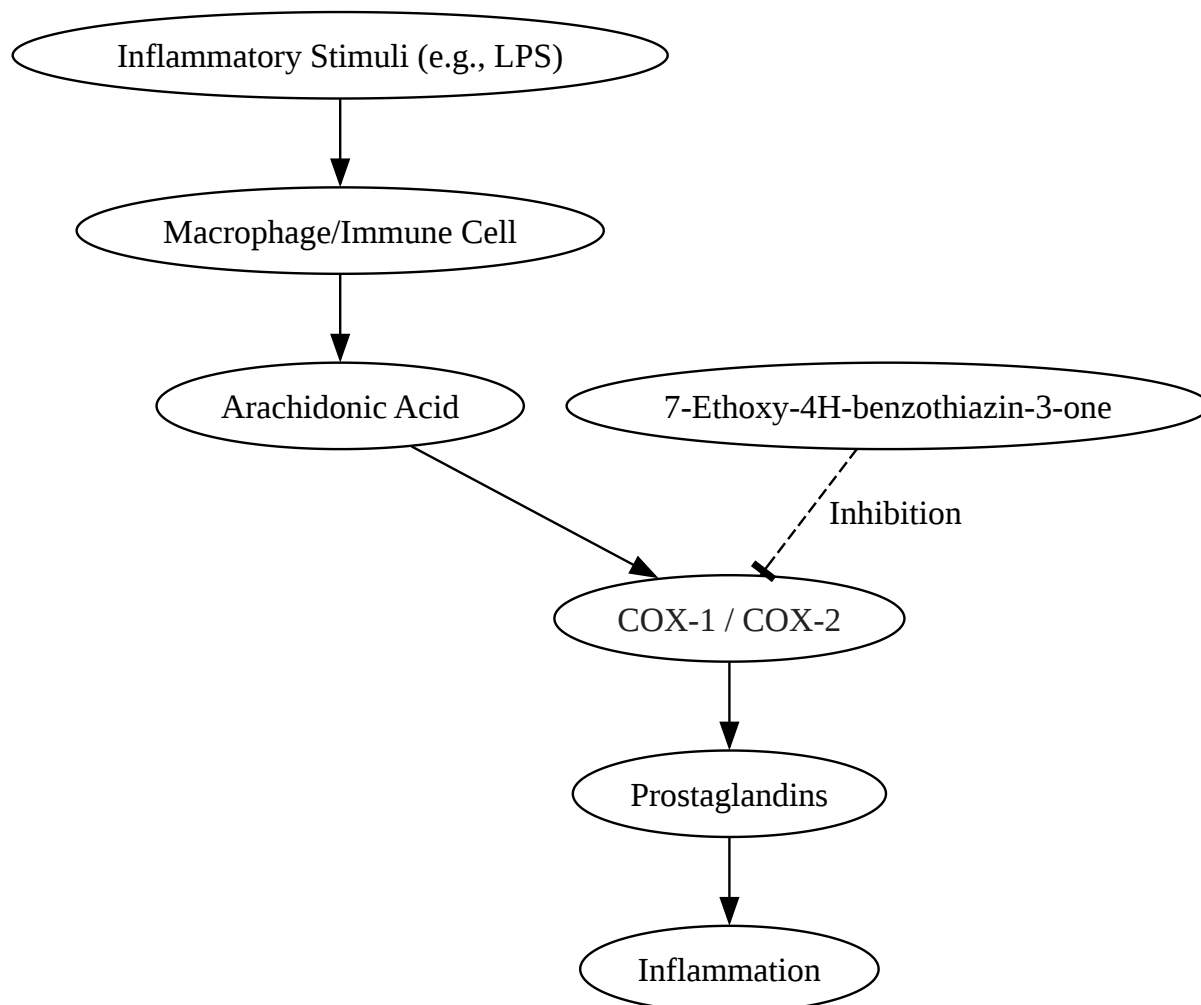 Inflammatory Stimuli (e.g., LPS)
Macrophage/Immune Cell
Arachidonic Acid
7-Ethoxy-4H-benzothiazin-3-one
Inhibition
COX-1 / COX-2
Prostaglandins
Inflammation